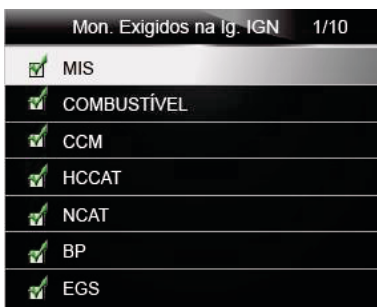 Mon. Exigidos na Ig. IGN 1/10
MIS
COMBUSTÍVEL
CCM
HCCAT
NCAT
BP
EGS